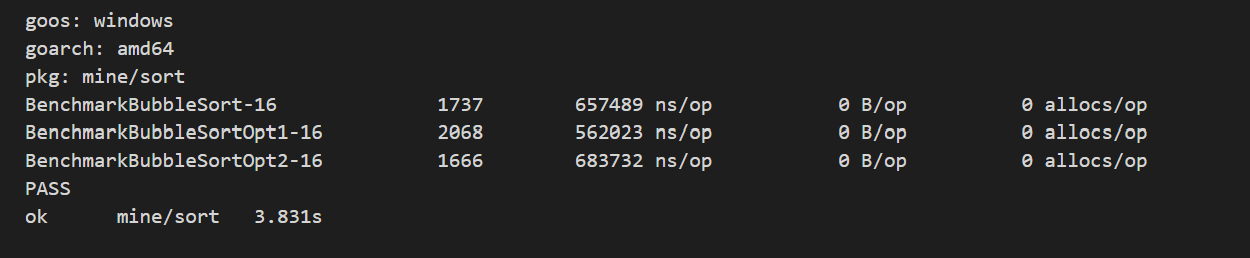 goos: windows
goarch: amd64
pkg: mine/sort
BenchmarkBubbleSort-16 1737 657489 ns/op 0 B/op 0 allocs/op
BenchmarkBubbleSortOpt1-16 2068 562023 ns/op 0 B/op 0 allocs/op
BenchmarkBubbleSortOpt2-16 1666 683732 ns/op 0 B/op 0 allocs/op
PASS
ok mine/sort 3.831s